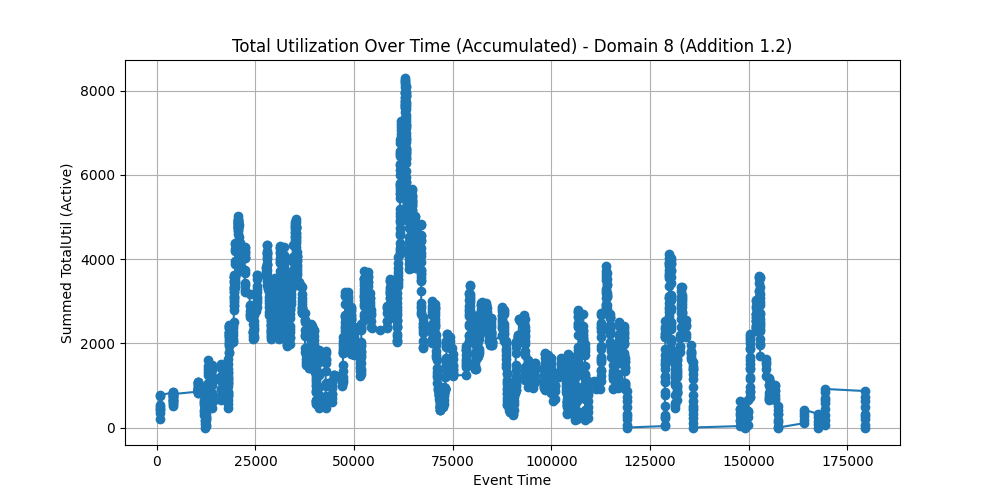 Total Utilization Over Time (Accumulated) - Domain 8 (Addition 1.2)
Summed TotalUtil (Active)
8000
6000
4000
2000
0
0 25000 50000 75000 100000 125000 150000 175000
Event Time